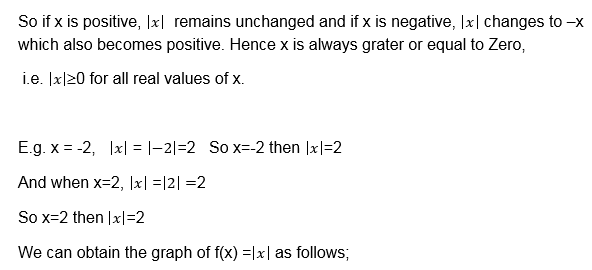 So if x is positive, |x| remains unchanged and if x is negative, |x| changes to –x
which also becomes positive. Hence x is always grater or equal to Zero,
i.e. |x|≥0 for all real values of x.
E.g. x = -2, |x| = |−2|=2 So x=-2 then |x|=2
And when x=2, |x| =|2| =2
So x=2 then |x|=2
We can obtain the graph of f(x) =|x| as follows;